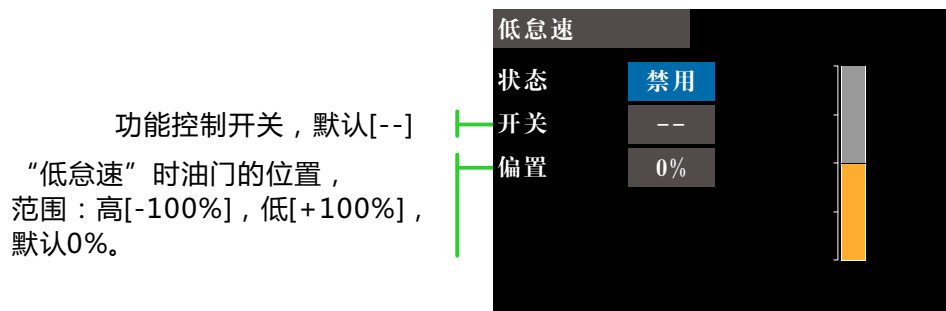 低怠速
状态 禁用
功能控制开关，默认[--] 开关 --
“低怠速”时油门的位置， 偏置 0%
范围：高[-100%]，低[+100%]，
默认0%。